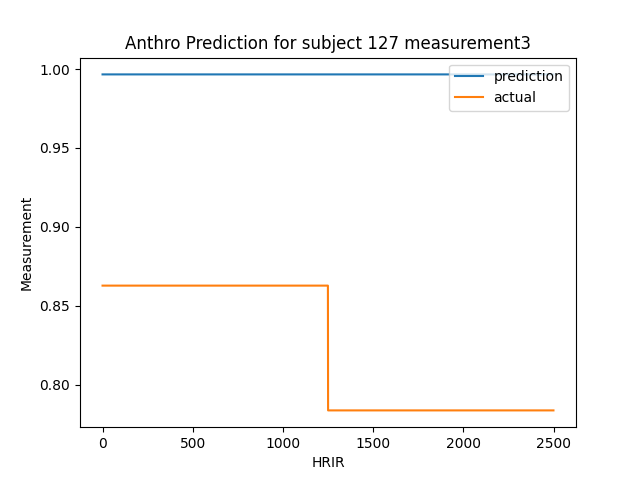 Anthro Prediction for subject 127 measurement3
prediction
actual
Measurement
1.00
0.95
0.90
0.85
0.80
0 500 1000 1500 2000 2500
HRIR